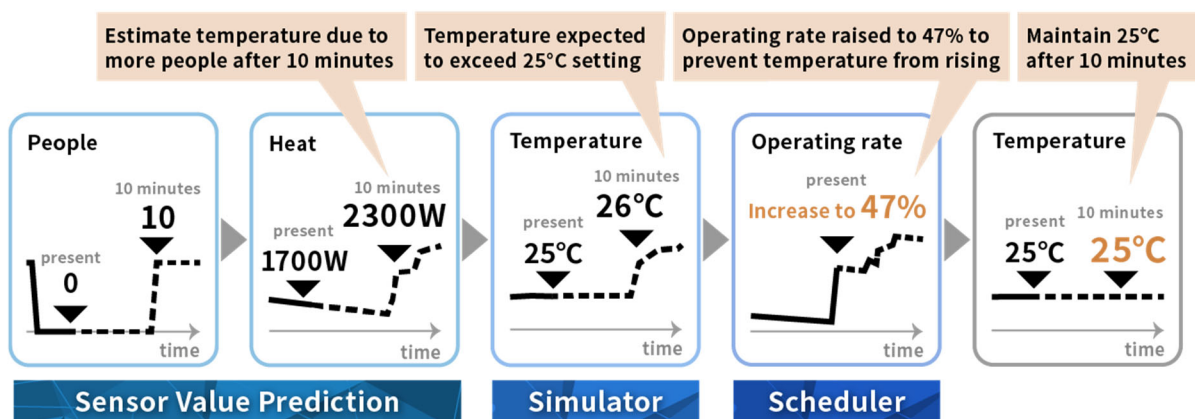 Estimate temperature due to
more people after 10 minutes
Temperature expected
to exceed 25°C setting
Operating rate raised to 47% to
prevent temperature from rising
Maintain 25°C
after 10 minutes
People
10 minutes
10
present
0
time
Heat
10 minutes
2300W
present
1700W
time
Temperature
10 minutes
26°C
present
25°C
time
Operating rate
present
Increase to 47%
time
Temperature
present
10 minutes
25°C
25°C
time
Sensor Value Prediction
Simulator
Scheduler